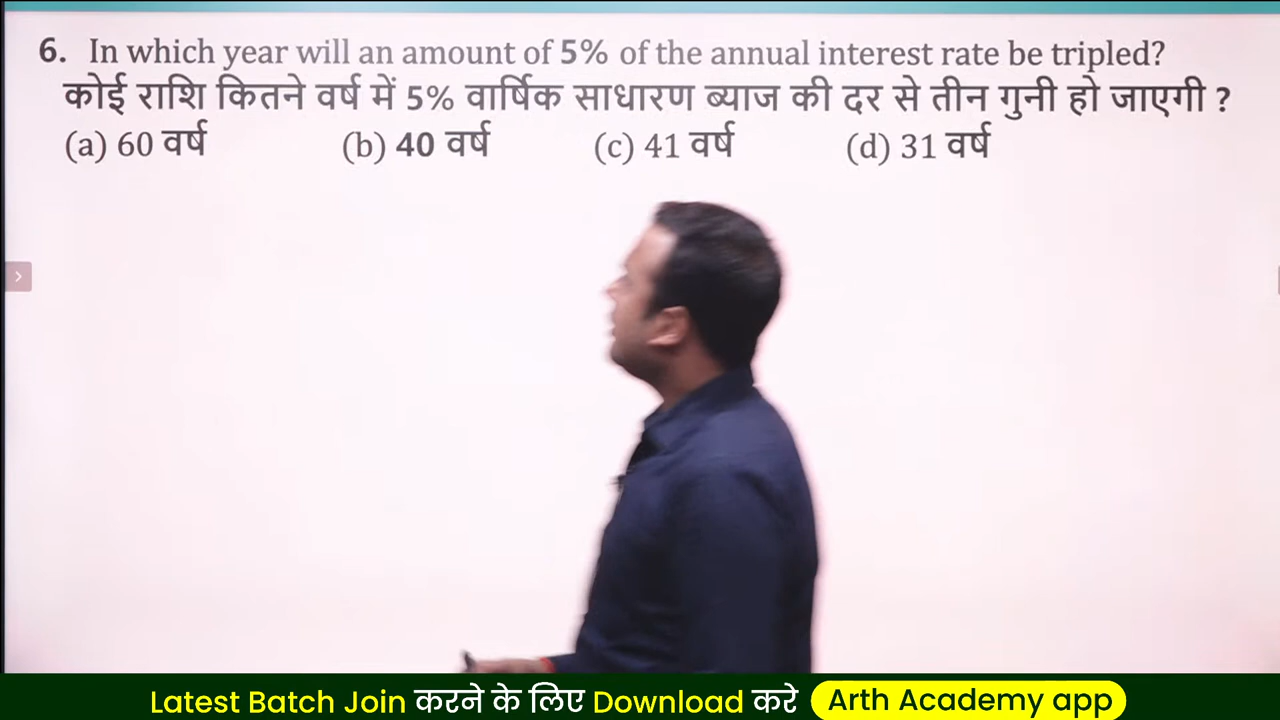 6. In which year will an amount of 5% of the annual interest rate be tripled?
कोई राशि कितने वर्ष में 5% वार्षिक साधारण ब्याज की दर से तीन गुनी हो जाएगी ?
(a) 60 वर्ष (b) 40 वर्ष (c) 41 वर्ष (d) 31 वर्ष
Latest Batch Join करने के लिए Download करे Arth Academy app